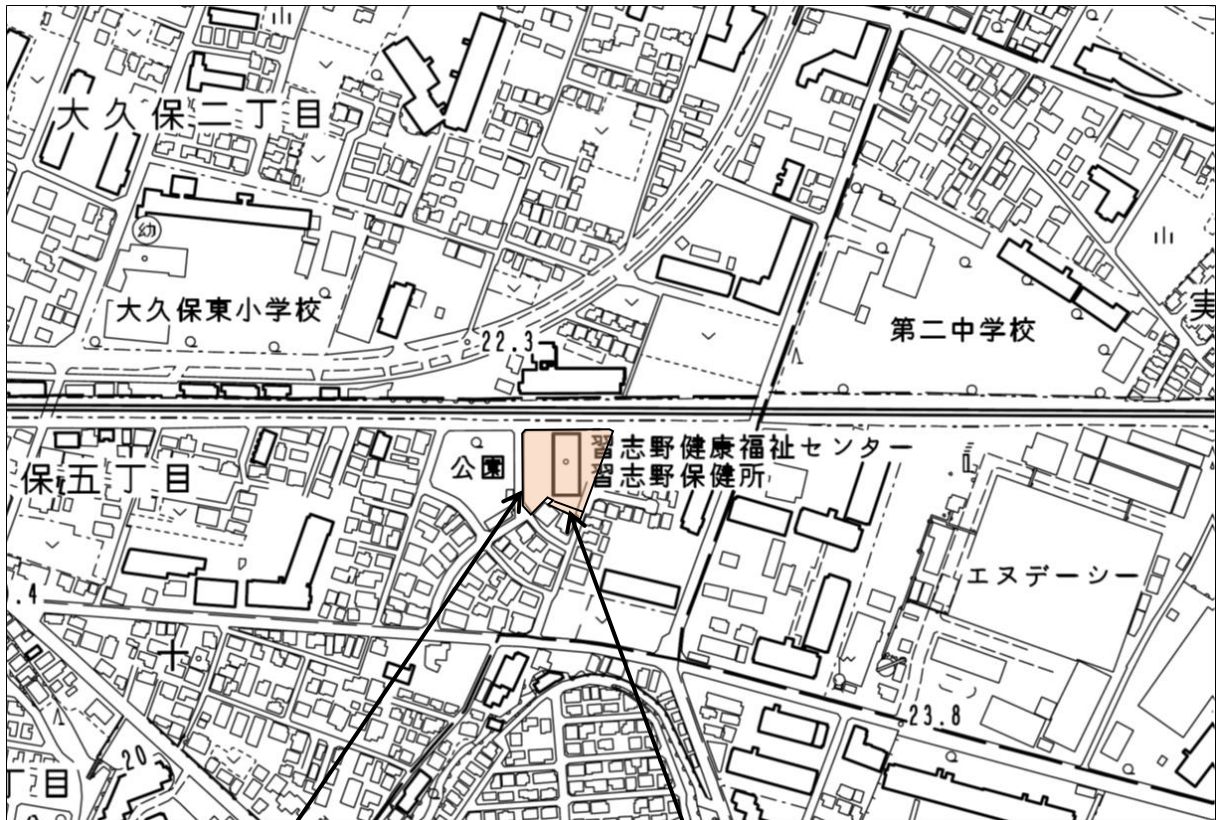 大久保二丁目
幼
大久保東小学校
22.3
第二中学校
実
習志野健康福祉センター
習志野保健所
公園
保五丁目
エヌデーシー
.4
23.8
20
丁目